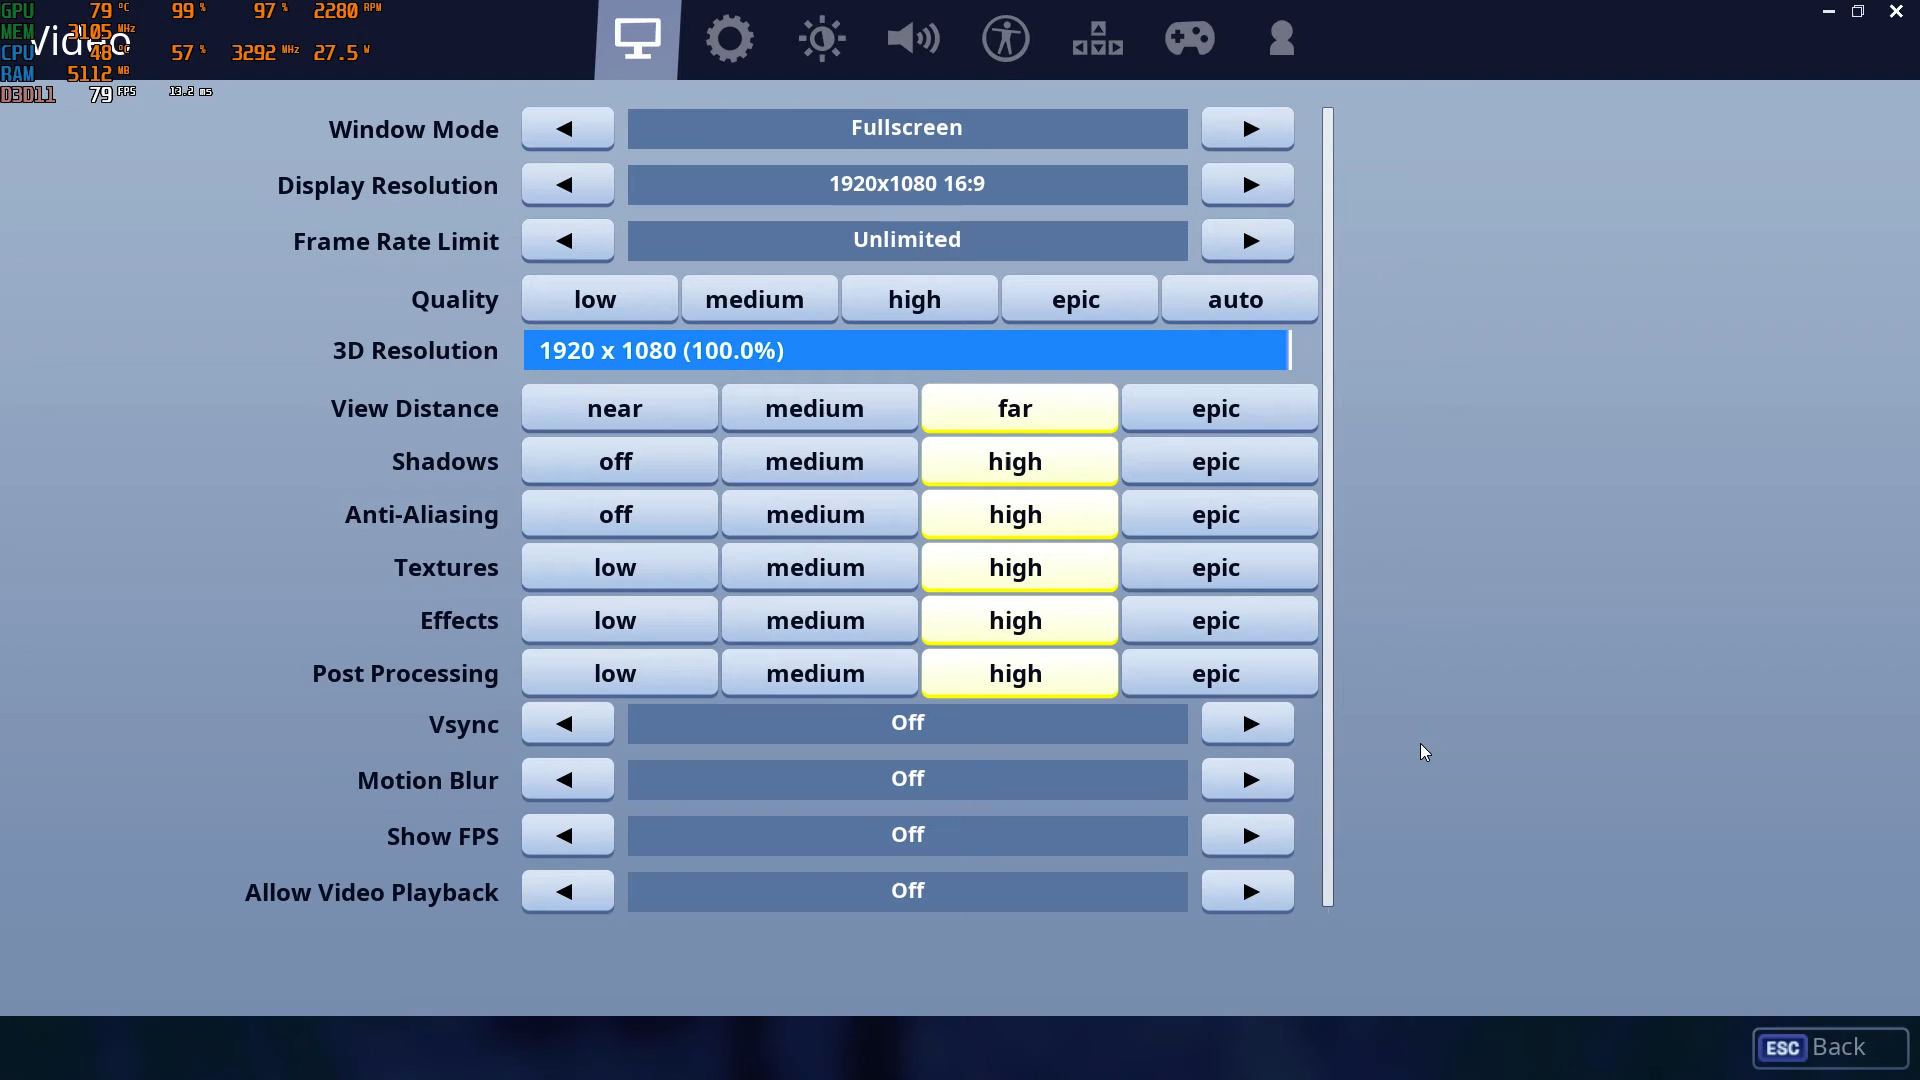 GPU 79 °C 99 % 97 % 2280 RPM
MEM 3105 MHz
Video
CPU 48 °C 57 % 3292 MHz 27.5 W
RAM 5112 MB
D3D11 79 FPS 13.2 ms
Window Mode Fullscreen
Display Resolution 1920x1080 16:9
Frame Rate Limit Unlimited
Quality low medium high epic auto
3D Resolution 1920 x 1080 (100.0%)
View Distance near medium far epic
Shadows off medium high epic
Anti-Aliasing off medium high epic
Textures low medium high epic
Effects low medium high epic
Post Processing low medium high epic
Vsync Off
Motion Blur Off
Show FPS Off
Allow Video Playback Off
ESC Back